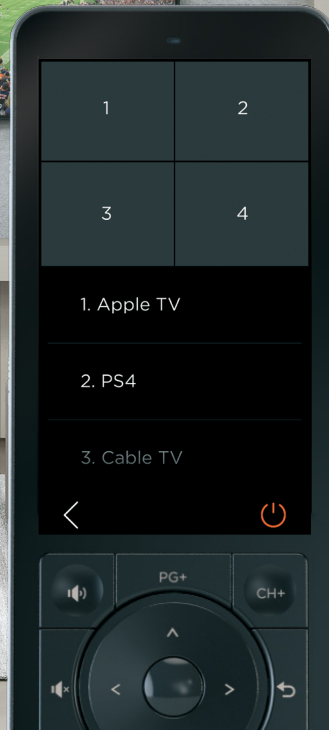 1
2
3
4
1. Apple TV
2. PS4
3. Cable TV
PG+
CH+